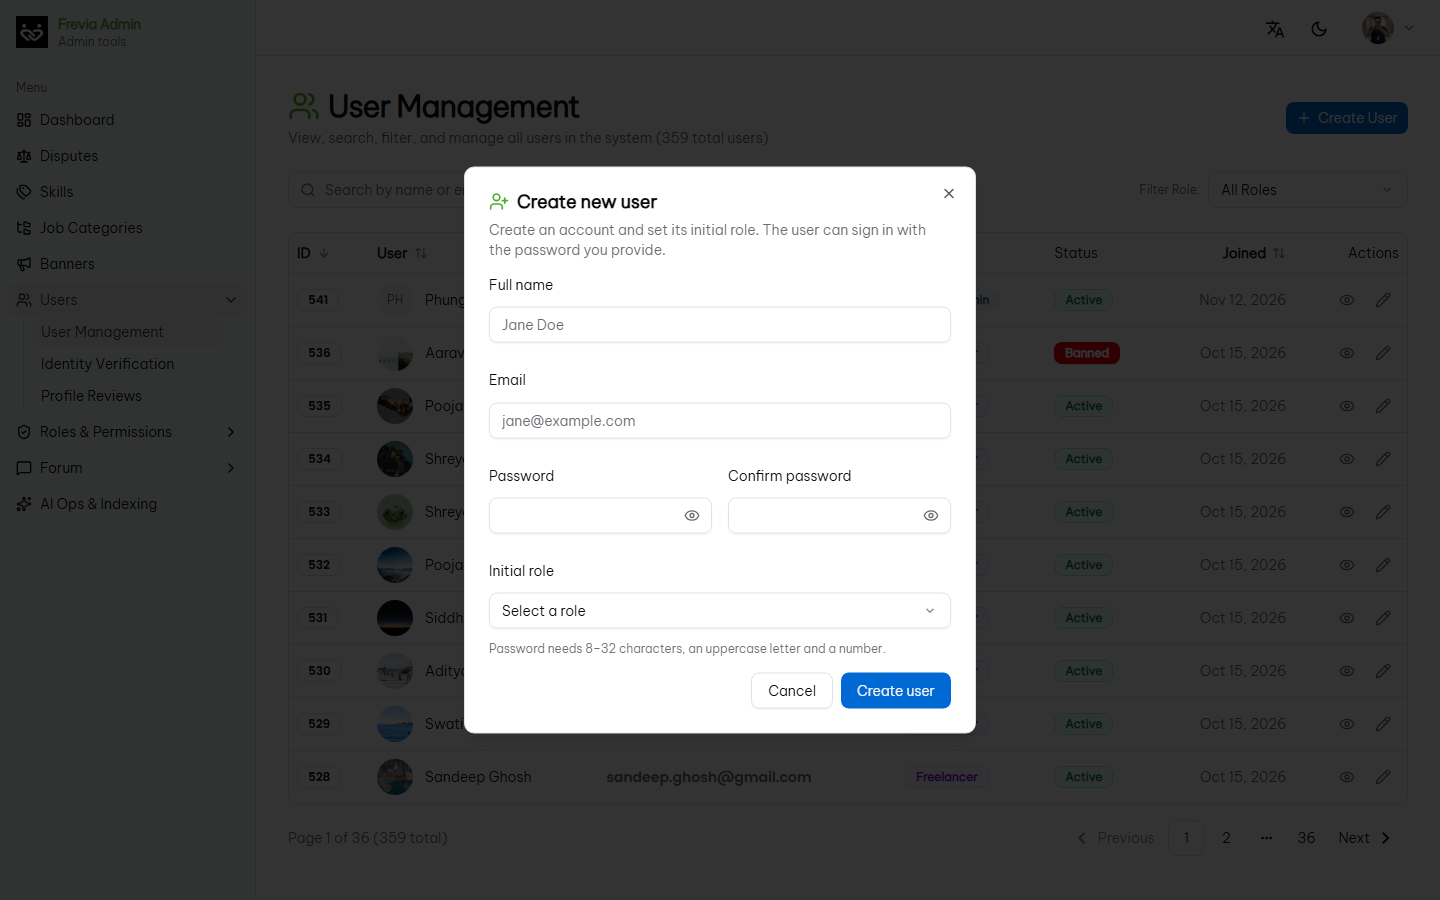 Frevia Admin
Admin tools
Menu
Dashboard
Disputes
Skills
Job Categories
Banners
Users
User Management
Identity Verification
Profile Reviews
Roles & Permissions
Forum
AI Ops & Indexing
User Management
View, search, filter, and manage all users in the system (359 total users)
Create User
Search by name or
Filter Role:
All Roles
ID
User
Status
Joined
Actions
541
PH
Active
Nov 12, 2026
536
Banned
Oct 15, 2026
535
Pooja
Active
Oct 15, 2026
534
Active
Oct 15, 2026
533
Active
Oct 15, 2026
532
Pooja
Active
Oct 15, 2026
531
Active
Oct 15, 2026
530
Active
Oct 15, 2026
529
Active
Oct 15, 2026
528
Sandeep Ghosh
sandeep.ghosh@gmail.com
Freelancer
Active
Oct 15, 2026
Page 1 of 36 (359 total)
Previous
1
2
•••
36
Next
Create new user
Create an account and set its initial role. The user can sign in with
the password you provide.
Full name
Jane Doe
Email
jane@example.com
Password
Confirm password
Initial role
Select a role
Password needs 8–32 characters, an uppercase letter and a number.
Cancel
Create user